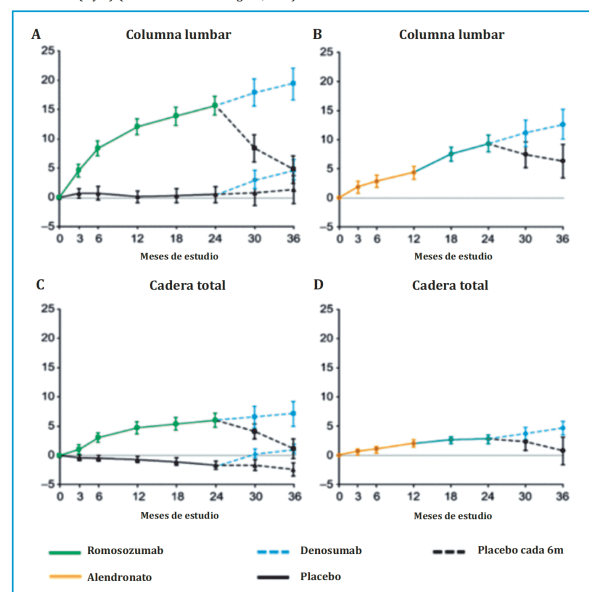 A Columna lumbar
25
20
15
10
5
0
–5
0 3 6 12 18 24 30 36
Meses de estudio
B Columna lumbar
25
20
15
10
5
0
–5
0 3 6 12 18 24 30 36
Meses de estudio
C Cadera total
25
20
15
10
5
0
–5
0 3 6 12 18 24 30 36
Meses de estudio
D Cadera total
25
20
15
10
5
0
–5
0 3 6 12 18 24 30 36
Meses de estudio
Romosozumab
Denosumab
Placebo cada 6m
Alendronato
Placebo